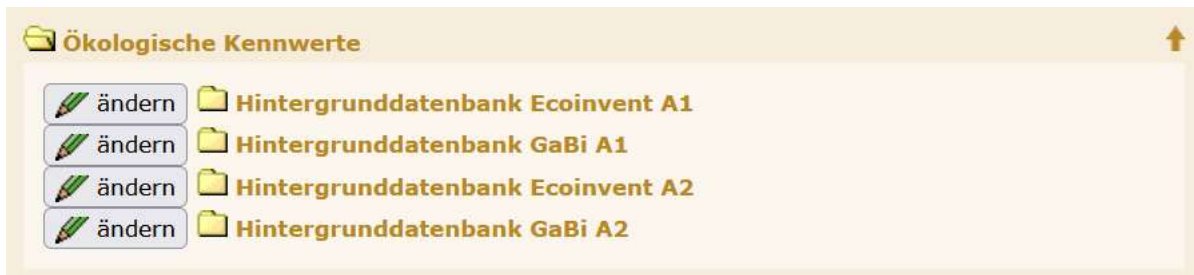 Ökologische Kennwerte
ändern Hintergrunddatenbank Ecoinvent A1
ändern Hintergrunddatenbank GaBi A1
ändern Hintergrunddatenbank Ecoinvent A2
ändern Hintergrunddatenbank GaBi A2